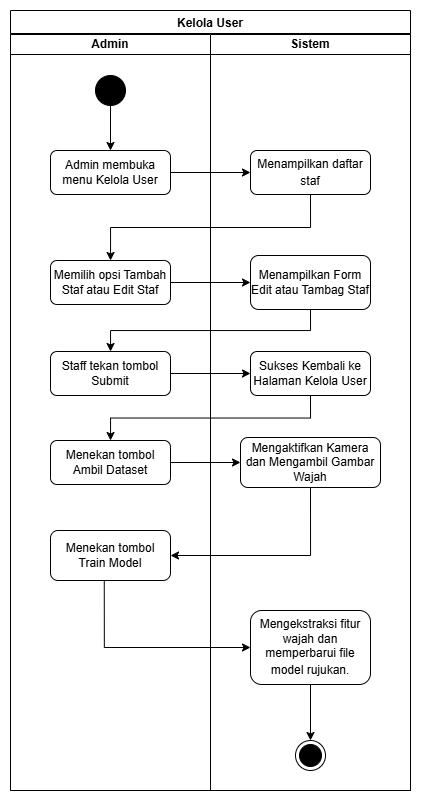 Kelola User
Admin
Sistem
Admin membuka
menu Kelola User
Menampilkan daftar
staf
Memilih opsi Tambah
Staf atau Edit Staf
Menampilkan Form
Edit atau Tambag Staf
Staff tekan tombol
Submit
Sukses Kembali ke
Halaman Kelola User
Menekan tombol
Ambil Dataset
Mengaktifkan Kamera
dan Mengambil Gambar
Wajah
Menekan tombol
Train Model
Mengekstraksi fitur
wajah dan
memperbarui file
model rujukan.